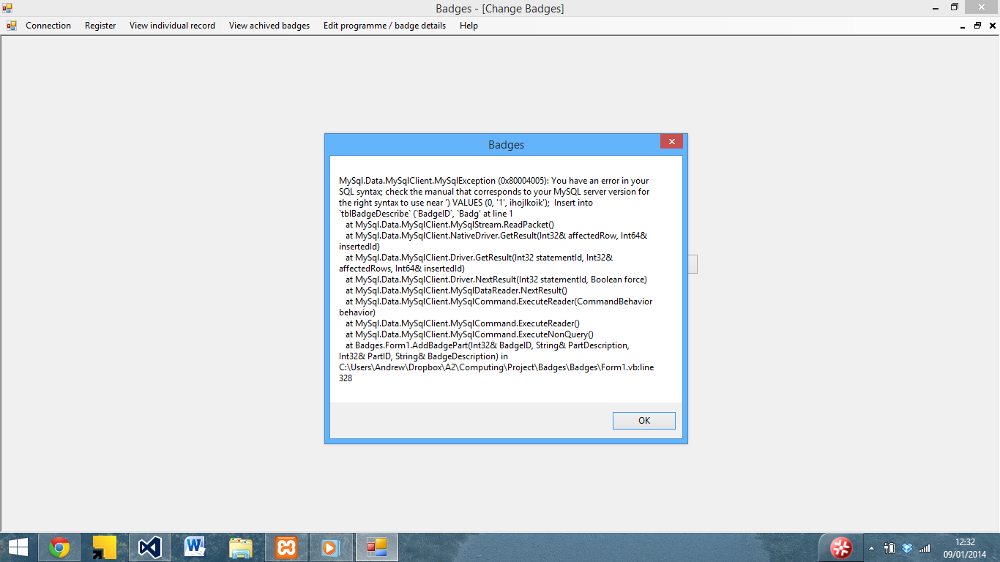 Badges - [Change Badges]
Connection Register View individual record View achived badges Edit programme / badge details Help
Badges
MySql.Data.MySqlClient.MySqlException (0x80004005): You have an error in your
SQL syntax; check the manual that corresponds to your MySQL server version for
the right syntax to use near ') VALUES (0, '1', ihojlkoik');  Insert into
`tblBadgeDescribe` (`BadgeID`, `Badg' at line 1
at MySql.Data.MySqlClient.MySqlStream.ReadPacket()
at MySql.Data.MySqlClient.NativeDriver.GetResult(Int32& affectedRow, Int64&
insertedId)
at MySql.Data.MySqlClient.Driver.GetResult(Int32 statementId, Int32&
affectedRows, Int64& insertedId)
at MySql.Data.MySqlClient.Driver.NextResult(Int32 statementId, Boolean force)
at MySql.Data.MySqlClient.MySqlDataReader.NextResult()
at MySql.Data.MySqlClient.MySqlCommand.ExecuteReader(CommandBehavior
behavior)
at MySql.Data.MySqlClient.MySqlCommand.ExecuteReader()
at MySql.Data.MySqlClient.MySqlCommand.ExecuteNonQuery()
at Badges.Form1.AddBadgePart(Int32& BadgeID, String& PartDescription,
Int32& PartID, String& BadgeDescription) in
C:\Users\Andrew\Dropbox\A2\Computing\Project\Badges\Badges\Form1.vb:line
328
OK
12:32
09/01/2014